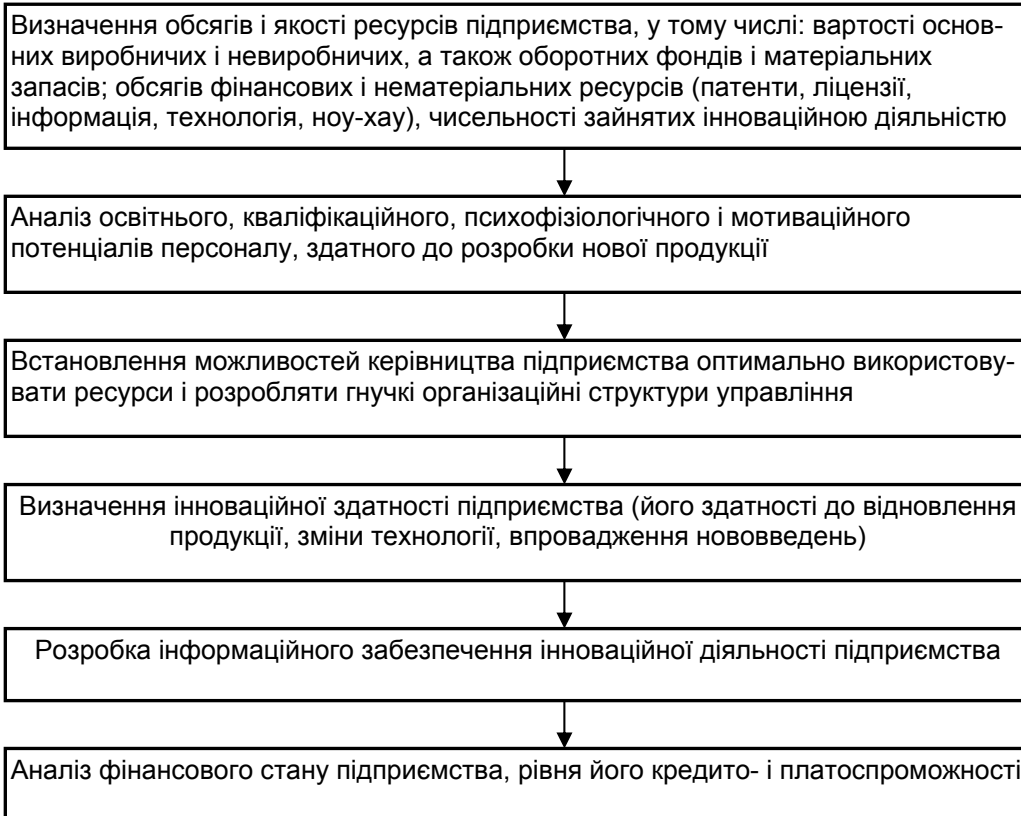 Визначення обсягів і якості ресурсів підприємства, у тому числі: вартості основ-
них виробничих і невиробничих, а також оборотних фондів і матеріальних
запасів; обсягів фінансових і нематеріальних ресурсів (патенти, ліцензії,
інформація, технологія, ноу-хау), чисельності зайнятих інноваційною діяльністю
Аналіз освітнього, кваліфікаційного, психофізіологічного і мотиваційного
потенціалів персоналу, здатного до розробки нової продукції
Встановлення можливостей керівництва підприємства оптимально використову-
вати ресурси і розробляти гнучкі організаційні структури управління
Визначення інноваційної здатності підприємства (його здатності до відновлення
продукції, зміни технології, впровадження нововведень)
Розробка інформаційного забезпечення інноваційної діяльності підприємства
Аналіз фінансового стану підприємства, рівня його кредито- і платоспроможності